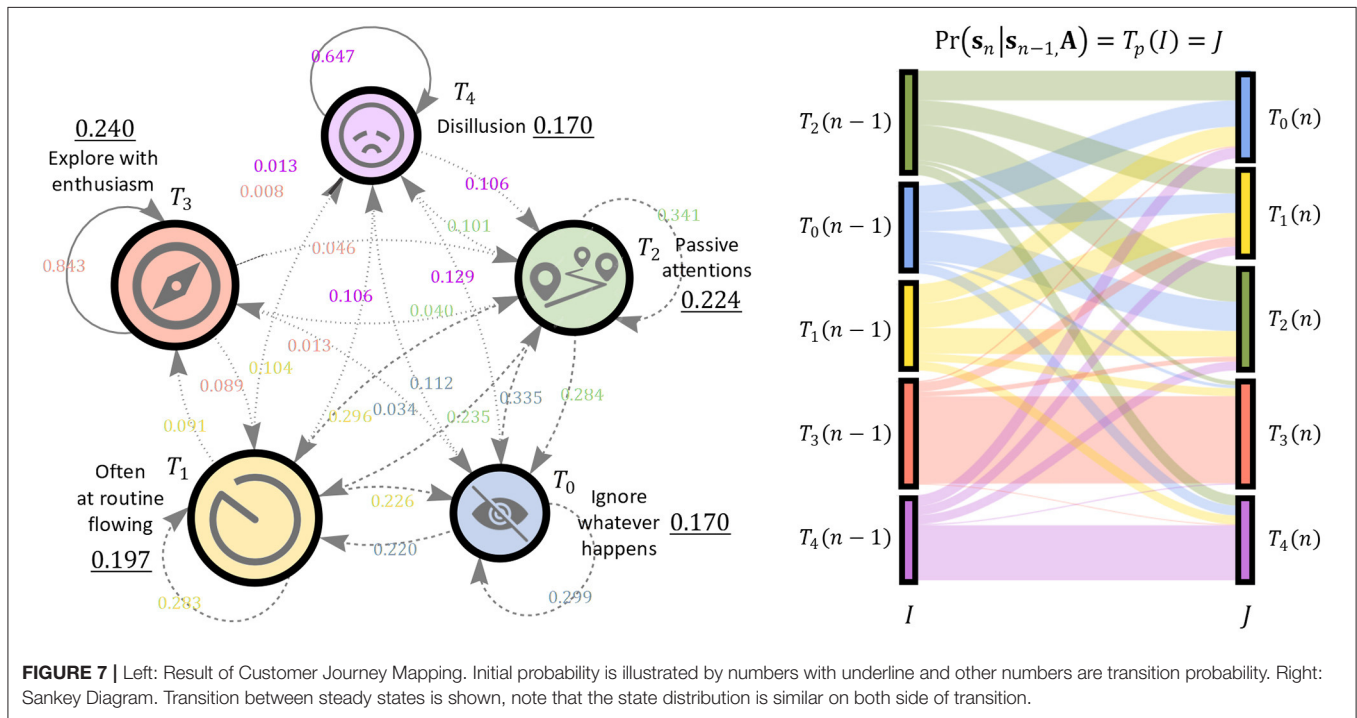 0.647
T₄
Disillusion 0.170
0.240
Explore with
enthusiasm
T₃
0.013
0.008
0.106
0.101
0.341
T₂ Passive
attentions
0.224
0.843
0.046
0.129
0.106
0.040
0.013
0.104
0.089
0.112
0.335
0.284
0.034
0.296
0.235
0.091
T₁
Often
at routine
flowing
0.197
0.226
T₀
Ignore
whatever
happens
0.170
0.220
0.283
0.299
Pr(𝐬ₙ|𝐬ₙ₋₁,𝐀) = Tₚ(I) = J
T₂(n − 1)
T₀(n)
T₀(n − 1)
T₁(n)
T₁(n − 1)
T₂(n)
T₃(n − 1)
T₃(n)
T₄(n − 1)
T₄(n)
I
J
FIGURE 7 | Left: Result of Customer Journey Mapping. Initial probability is illustrated by numbers with underline and other numbers are transition probability. Right:
Sankey Diagram. Transition between steady states is shown, note that the state distribution is similar on both side of transition.